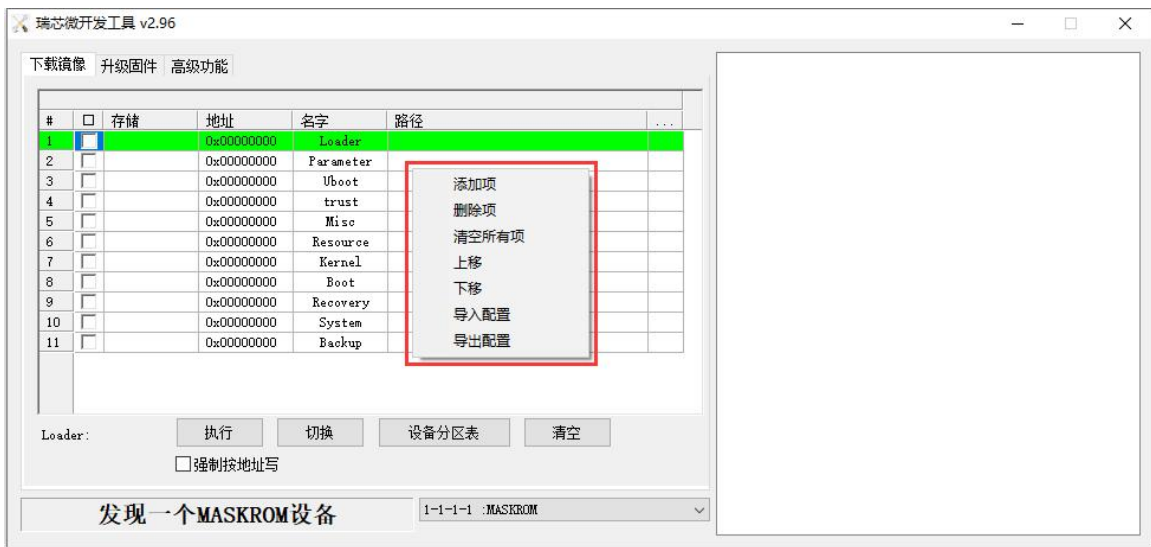 瑞芯微开发工具 v2.96
下载镜像 升级固件 高级功能
# 存储 地址 名字 路径 ...
1 0x00000000 Loader
2 0x00000000 Parameter
3 0x00000000 Uboot
4 0x00000000 trust
5 0x00000000 Misc
6 0x00000000 Resource
7 0x00000000 Kernel
8 0x00000000 Boot
9 0x00000000 Recovery
10 0x00000000 System
11 0x00000000 Backup
添加项
删除项
清空所有项
上移
下移
导入配置
导出配置
Loader: 执行 切换 设备分区表 清空
强制按地址写
发现一个MASKROM设备 1-1-1-1 :MASKROM